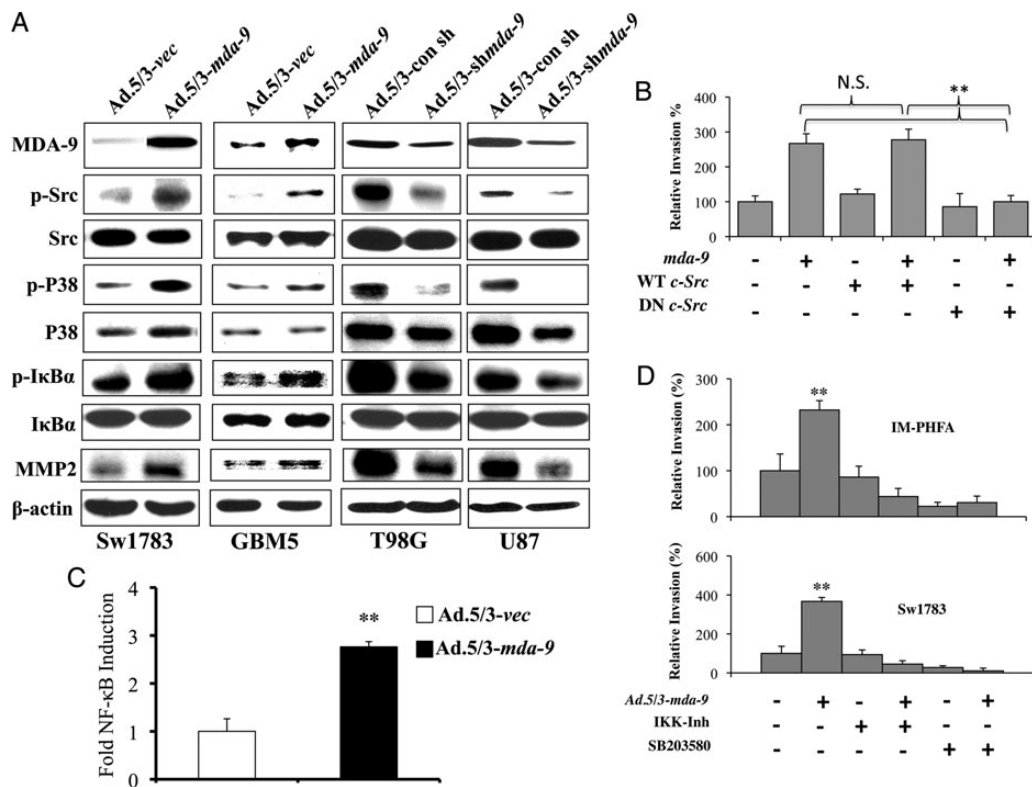 A
Ad.5/3-vec
Ad.5/3-mda-9
Ad.5/3-vec
Ad.5/3-mda-9
Ad.5/3-con sh
Ad.5/3-shmda-9
Ad.5/3-con sh
Ad.5/3-shmda-9
MDA-9
p-Src
Src
p-P38
P38
p-IκBα
IκBα
MMP2
β-actin
Sw1783 GBM5 T98G U87
B
N.S.
**
Relative Invasion %
400
300
200
100
0
mda-9 - + - + - +
WT c-Src - - + + - -
DN c-Src - - - - + +
C
Fold NF-κB Induction
4
3
2
1
0
**
Ad.5/3-vec
Ad.5/3-mda-9
D
Relative Invasion (%)
300
200
100
0
**
IM-PHFA
Relative Invasion (%)
600
400
200
0
**
Sw1783
Ad.5/3-mda-9 - + - + - +
IKK-Inh - - + + - -
SB203580 - - - - + +